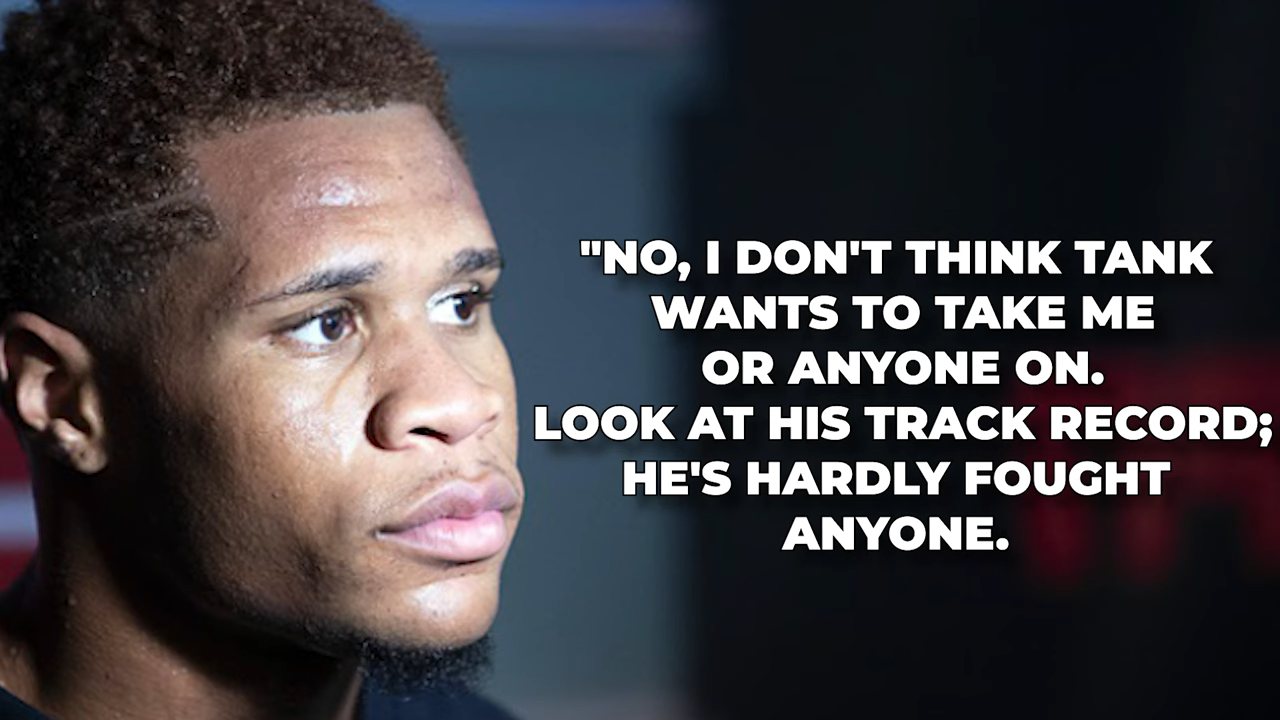 "NO, I DON'T THINK TANK
WANTS TO TAKE ME
OR ANYONE ON.
LOOK AT HIS TRACK RECORD;
HE'S HARDLY FOUGHT
ANYONE.